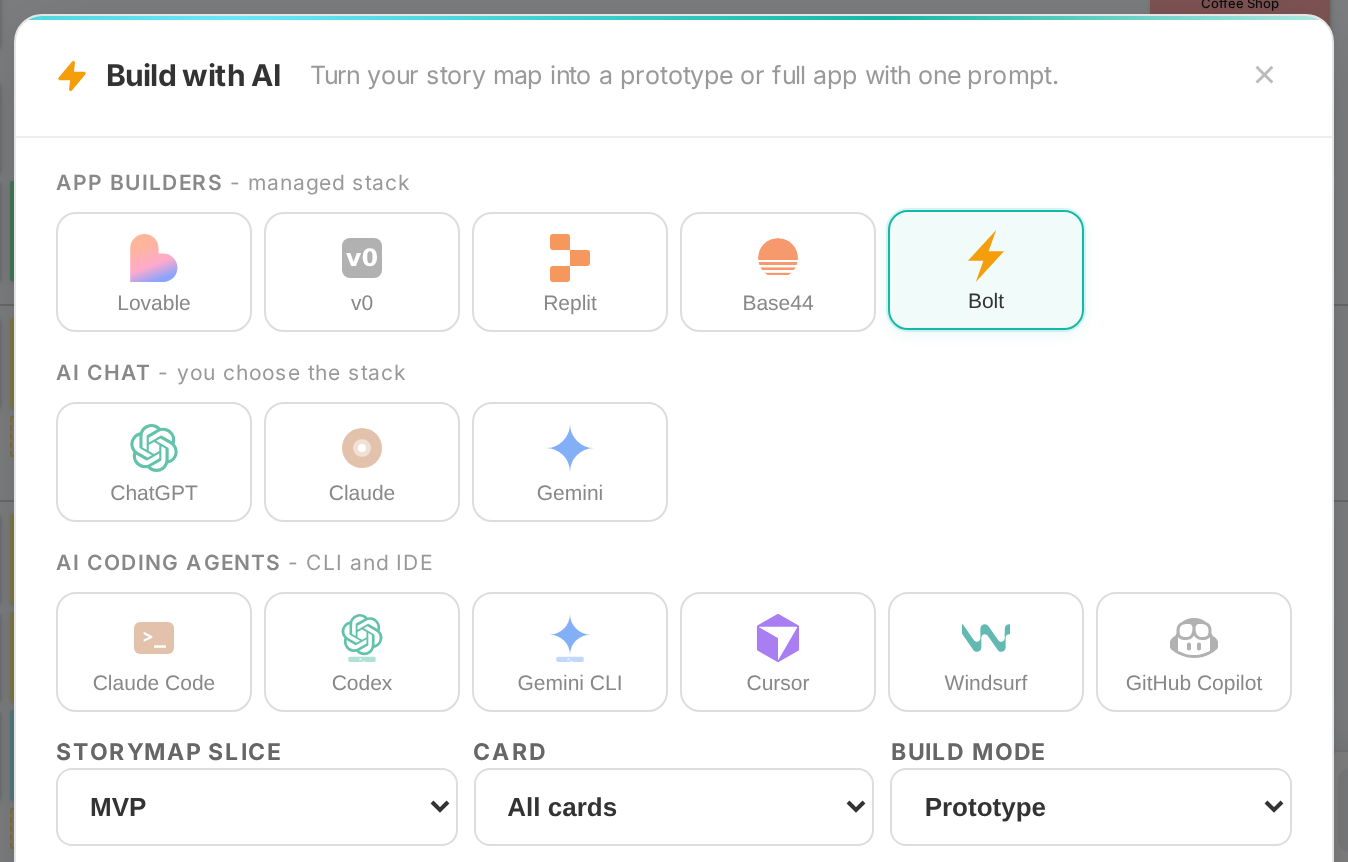 Coffee Shop
Build with AI Turn your story map into a prototype or full app with one prompt.
APP BUILDERS - managed stack
v0
Lovable v0 Replit Base44 Bolt
AI CHAT - you choose the stack
ChatGPT Claude Gemini
AI CODING AGENTS - CLI and IDE
>_
Claude Code Codex Gemini CLI Cursor Windsurf GitHub Copilot
STORYMAP SLICE CARD BUILD MODE
MVP All cards Prototype